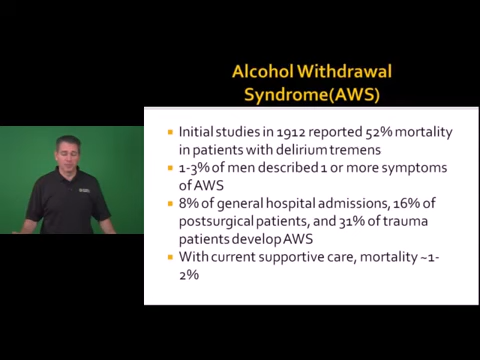 Alcohol Withdrawal
Syndrome(AWS)
Initial studies in 1912 reported 52% mortality
in patients with delirium tremens
1-3% of men described 1 or more symptoms
of AWS
8% of general hospital admissions, 16% of
postsurgical patients, and 31% of trauma
patients develop AWS
With current supportive care, mortality ~1-
2%